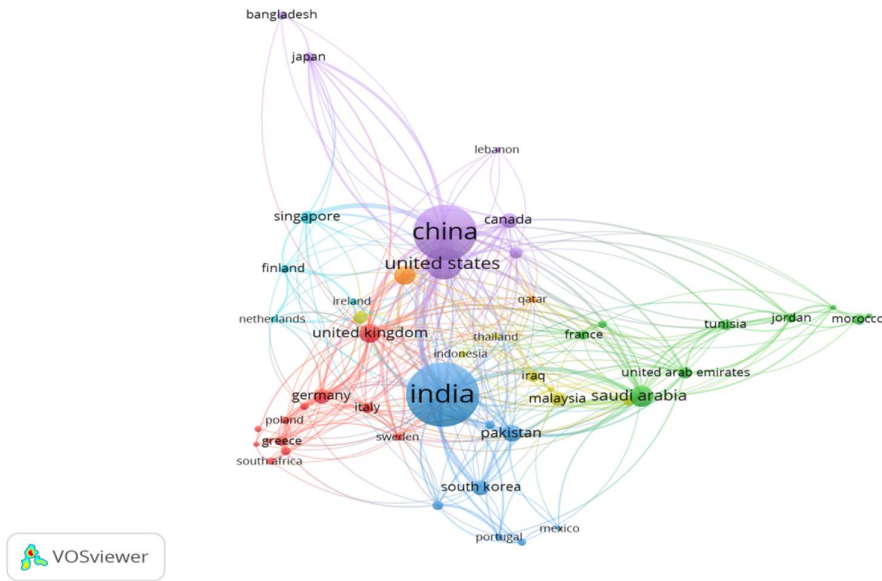 bangladesh
japan
lebanon
singapore
canada
china
united states
finland
ireland
qatar
netherlands
united kingdom
thailand
france
tunisia
jordan
morocco
indonesia
iraq
united arab emirates
germany
india
malaysia
saudi arabia
italy
poland
pakistan
greece
sweden
south africa
south korea
portugal
mexico
VOSviewer